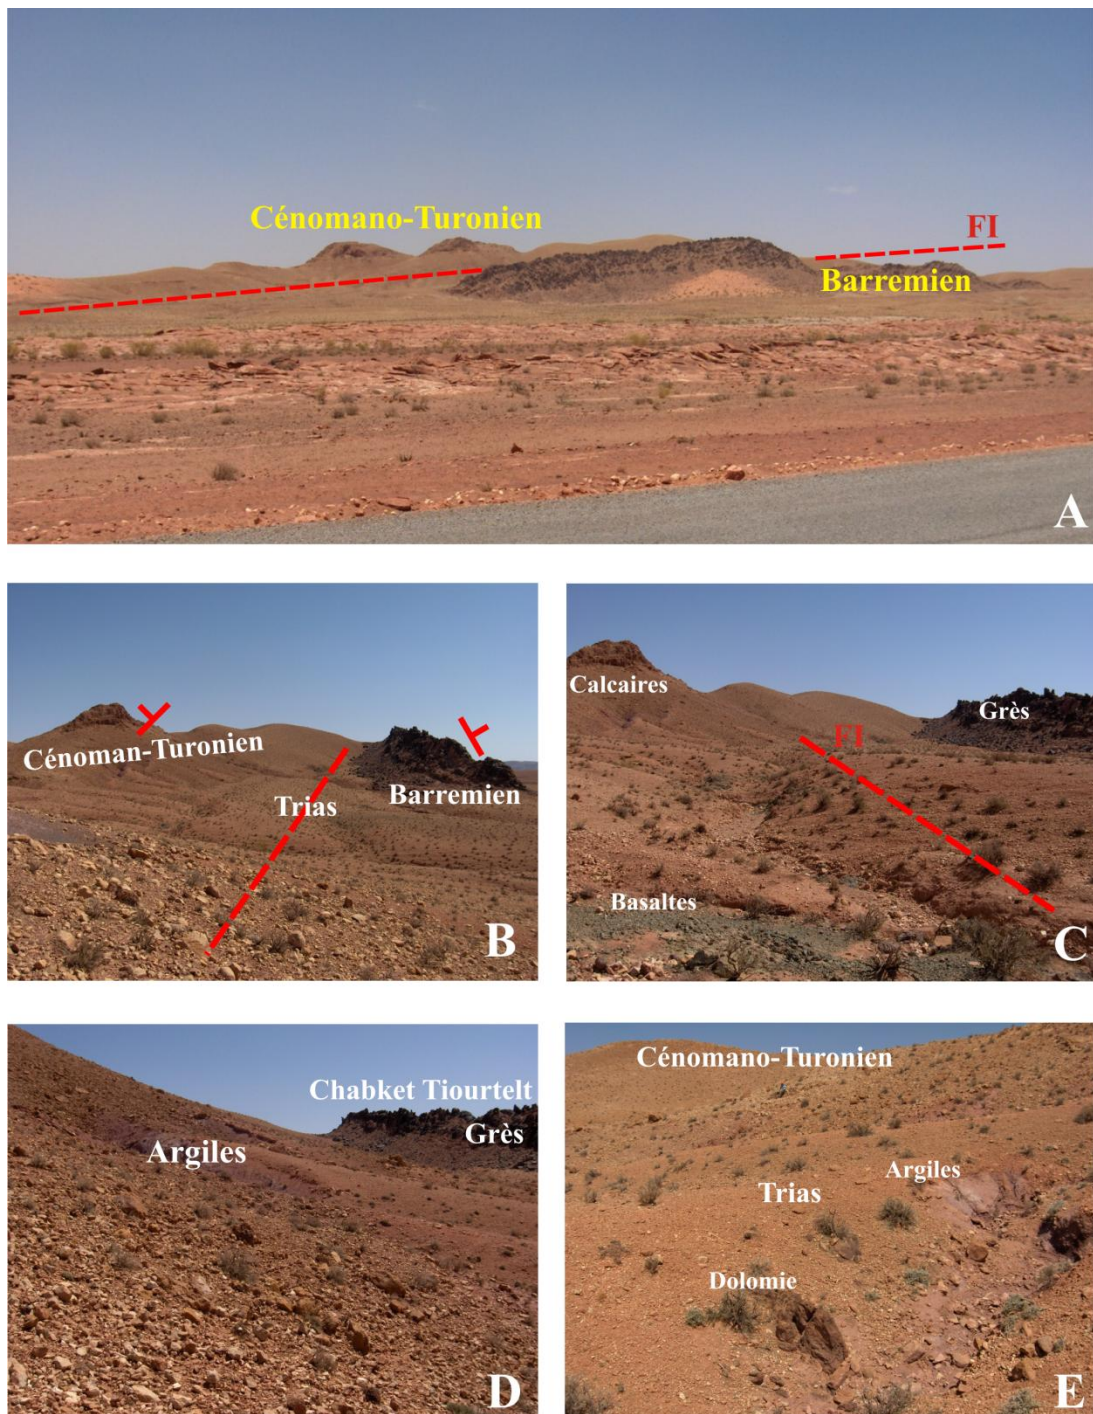 Cénomano-Turonien
FI
Barremien
A
Cénoman-Turonien
Trias
Barremien
B
Calcaires
Grès
FI
Basaltes
C
Chabket Tiourtelt
Grès
Argiles
D
Cénomano-Turonien
Argiles
Trias
Dolomie
E